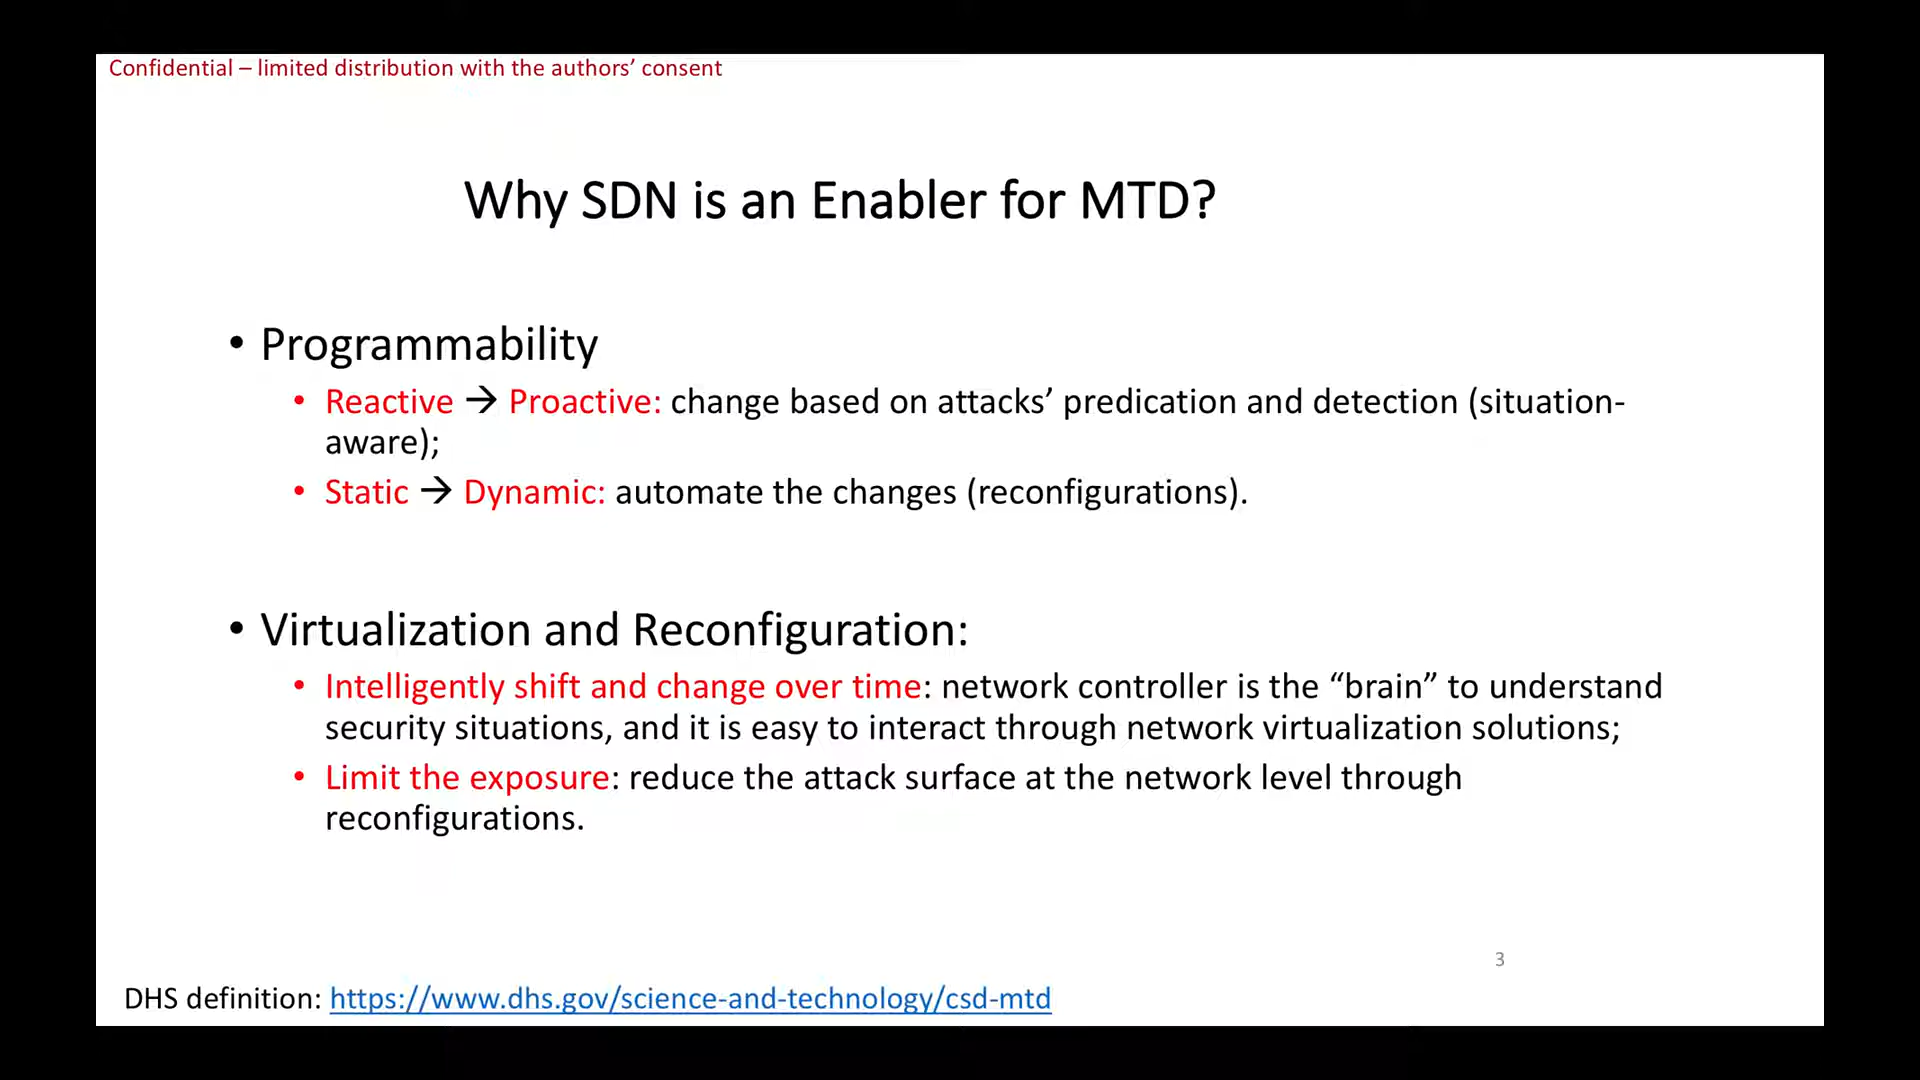 Confidential – limited distribution with the authors’ consent
Why SDN is an Enabler for MTD?
• Programmability
• Reactive → Proactive: change based on attacks’ predication and detection (situation-
aware);
• Static → Dynamic: automate the changes (reconfigurations).
• Virtualization and Reconfiguration:
• Intelligently shift and change over time: network controller is the “brain” to understand
security situations, and it is easy to interact through network virtualization solutions;
• Limit the exposure: reduce the attack surface at the network level through
reconfigurations.
3
DHS definition: https://www.dhs.gov/science-and-technology/csd-mtd